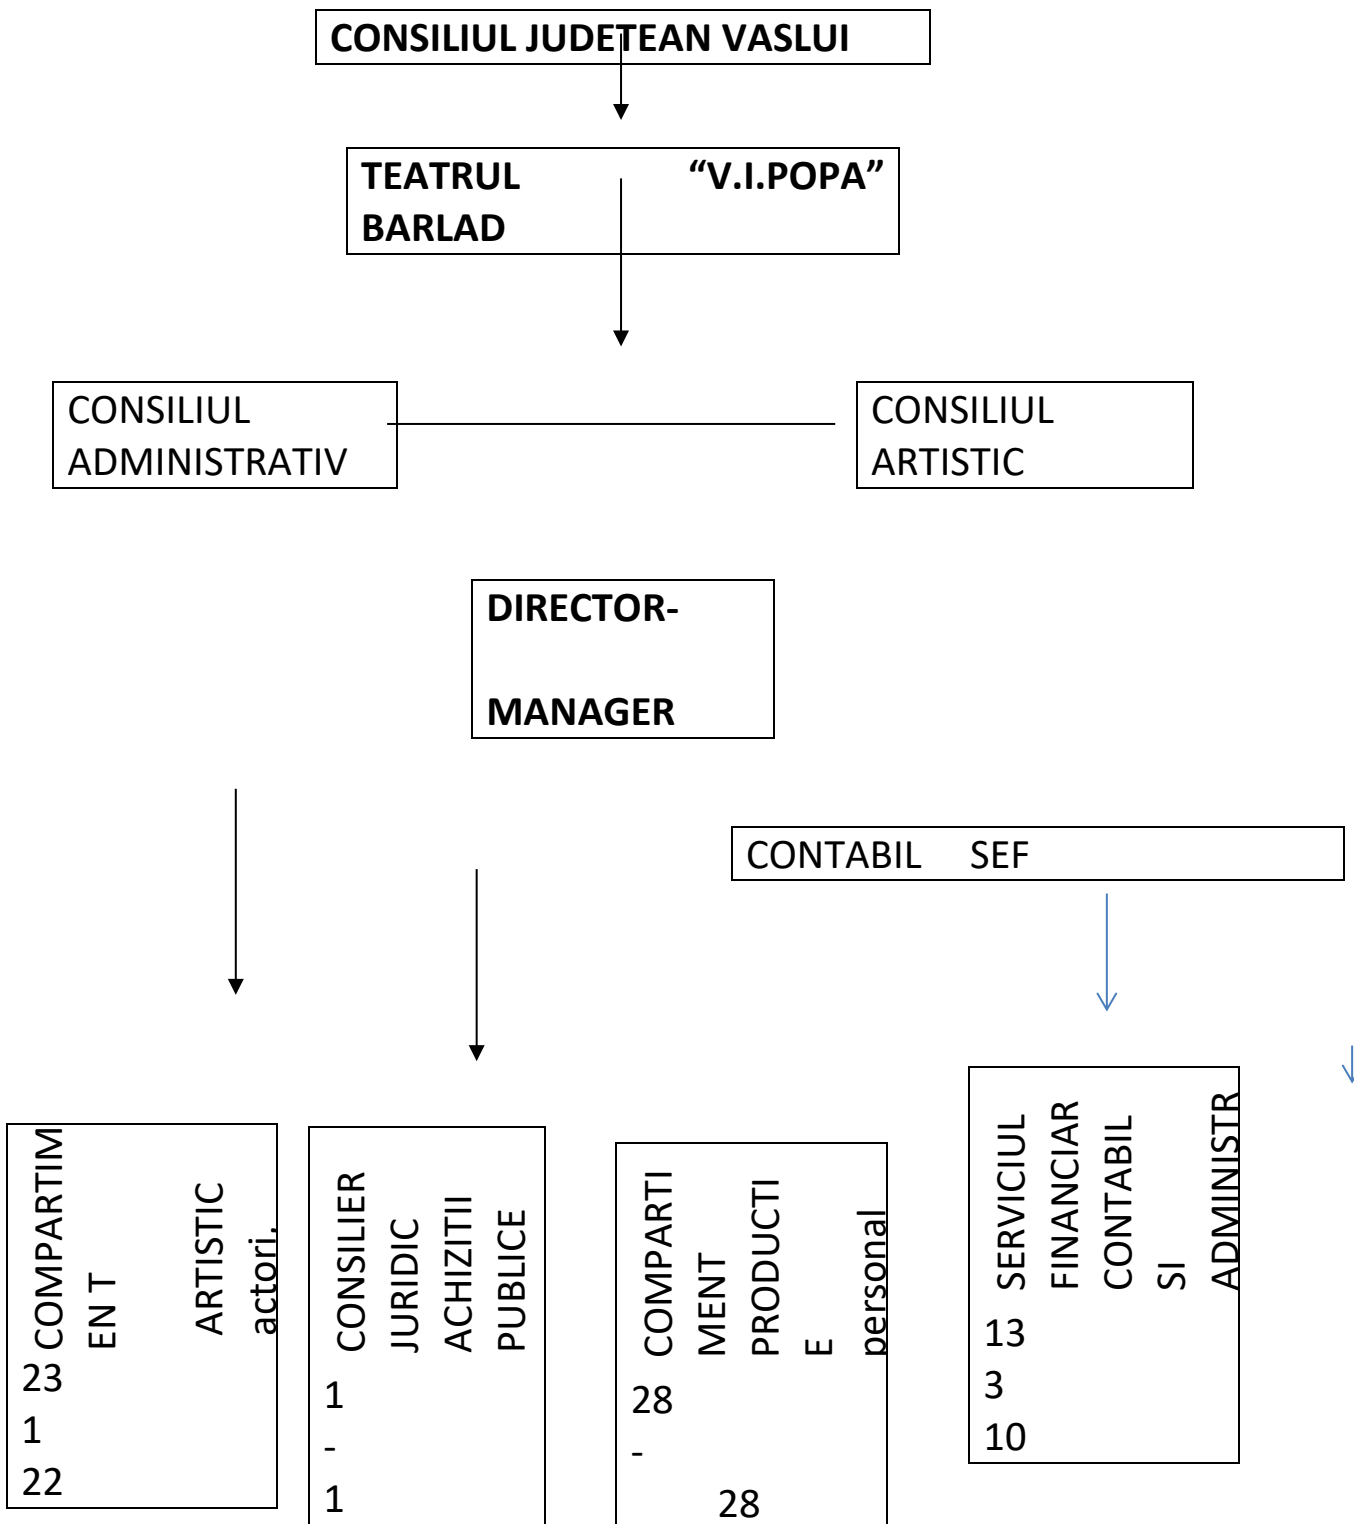 CONSILIUL JUDETEAN VASLUI
TEATRUL “V.I.POPA”
BARLAD
CONSILIUL
ADMINISTRATIV
CONSILIUL
ARTISTIC
DIRECTOR-
MANAGER
CONTABIL SEF
COMPARTIM
EN T
ARTISTIC
actori.
23
1
22
CONSILIER
JURIDIC
ACHIZITII
PUBLICE
1
-
1
COMPARTI
MENT
PRODUCTI
E
personal
28
-
28
SERVICIUL
FINANCIAR
CONTABIL
SI
ADMINISTR
13
3
10